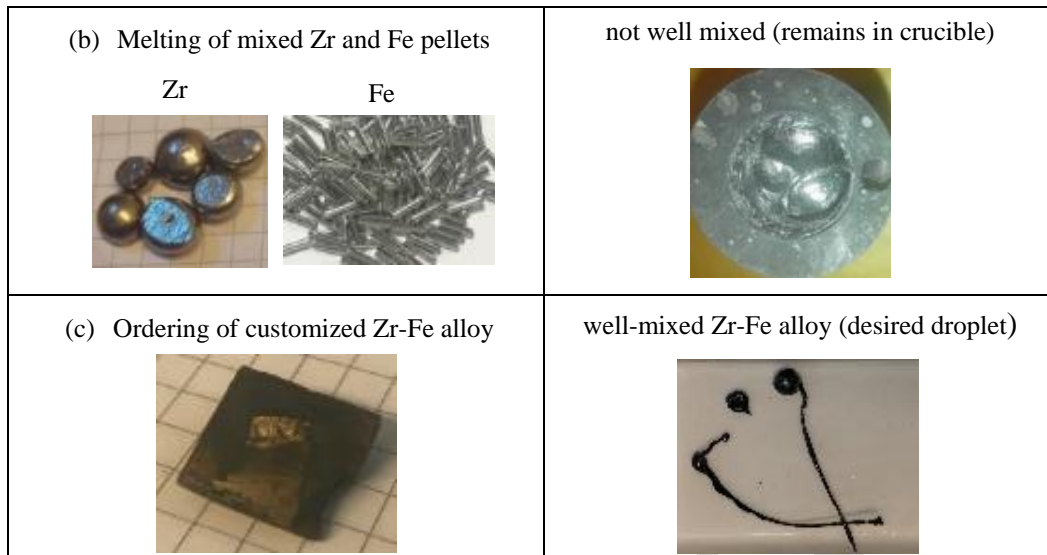 (b) Melting of mixed Zr and Fe pellets
Zr Fe
not well mixed (remains in crucible)
(c) Ordering of customized Zr-Fe alloy
well-mixed Zr-Fe alloy (desired droplet)